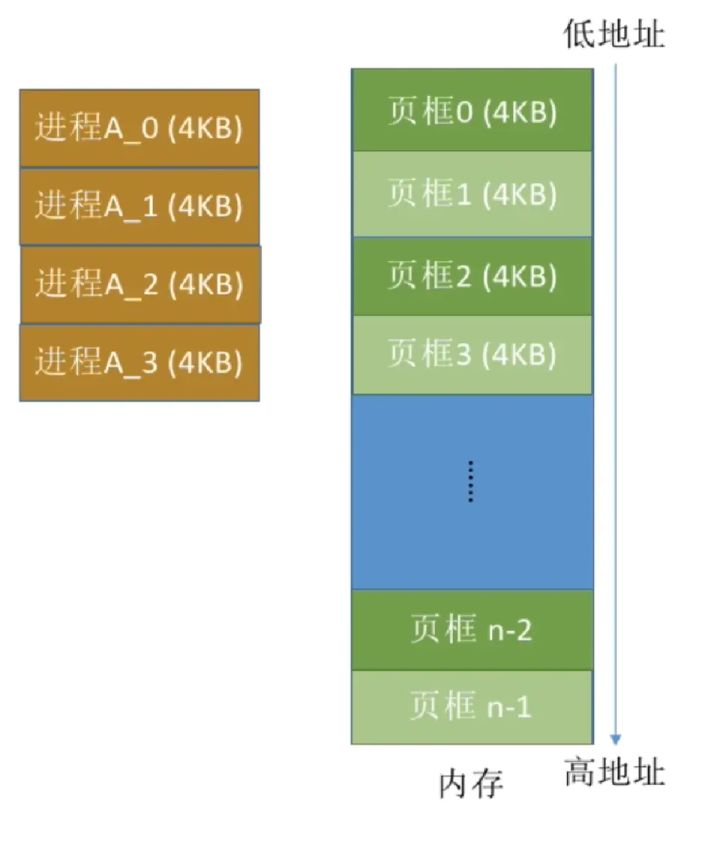 低地址
进程A_0 (4KB)
进程A_1 (4KB)
进程A_2 (4KB)
进程A_3 (4KB)
页框0 (4KB)
页框1 (4KB)
页框2 (4KB)
页框3 (4KB)
......
页框 n-2
页框 n-1
内存
高地址